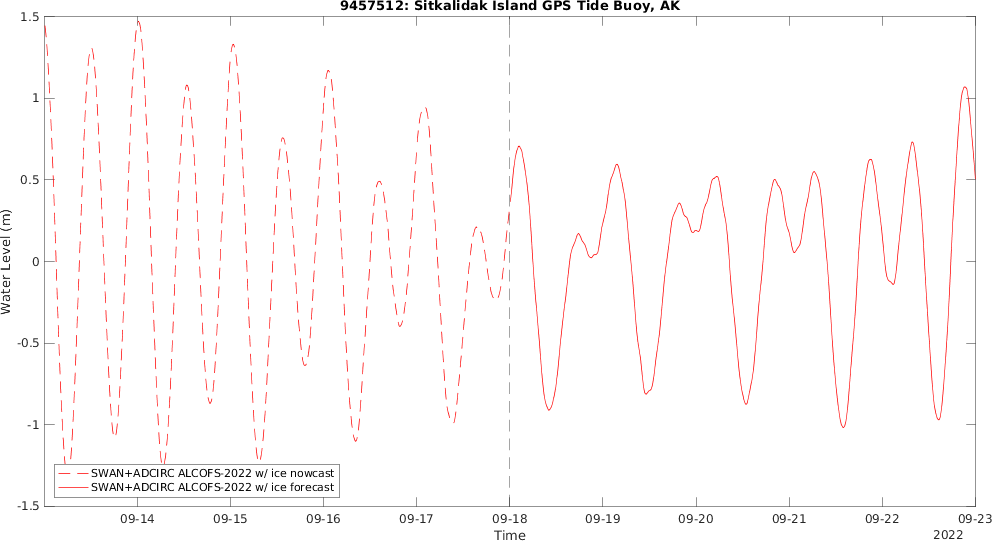 9457512: Sitkalidak Island GPS Tide Buoy, AK
Water Level (m)
1.5
1
0.5
0
-0.5
-1
-1.5
SWAN+ADCIRC ALCOFS-2022 w/ ice nowcast
SWAN+ADCIRC ALCOFS-2022 w/ ice forecast
09-14 09-15 09-16 09-17 09-18 09-19 09-20 09-21 09-22 09-23
Time
2022